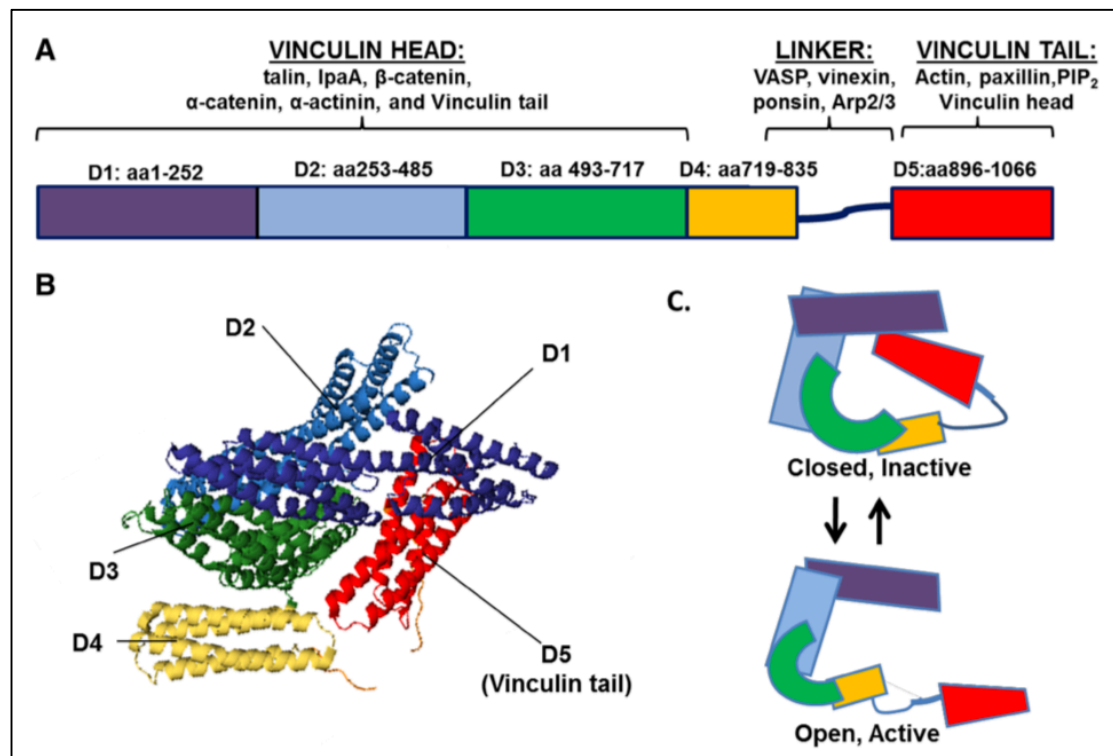 A
VINCULIN HEAD:
talin, IpaA, β-catenin,
α-catenin, α-actinin, and Vinculin tail
LINKER:
VASP, vinexin,
ponsin, Arp2/3
VINCULIN TAIL
Actin, paxillin,PIP₂
Vinculin head
D1: aa1-252
D2: aa253-485
D3: aa 493-717
D4: aa719-835
D5:aa896-1066
B
D2
D1
D3
D4
D5
(Vinculin tail)
C.
Closed, Inactive
Open, Active